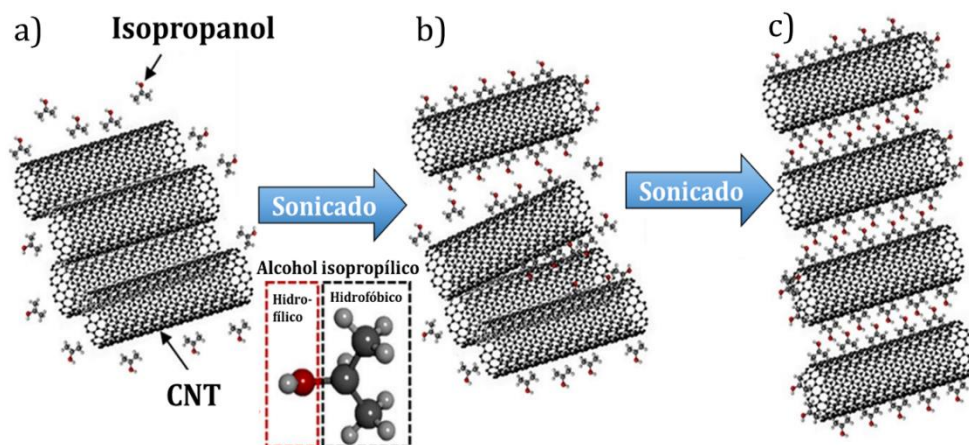 a)
Isopropanol
b)
c)
Sonicado
Sonicado
Alcohol isopropílico
Hidro-
fílico
Hidrofóbico
CNT